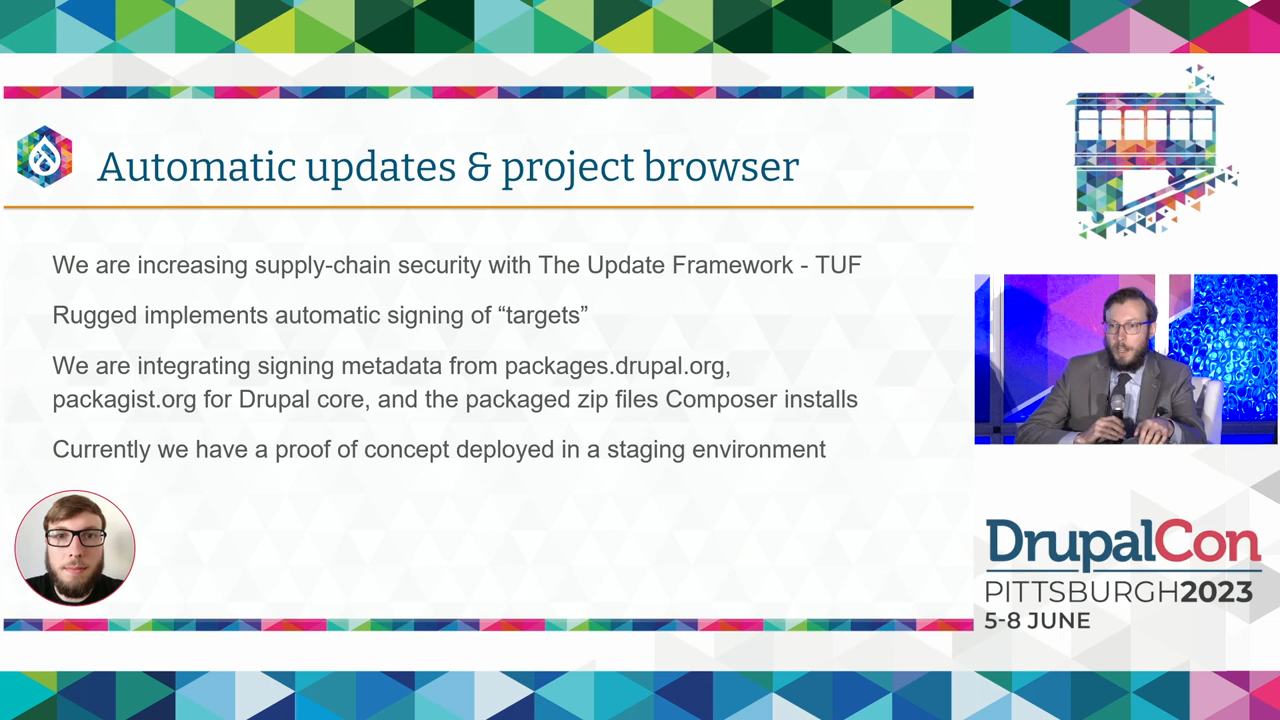 Automatic updates & project browser
We are increasing supply-chain security with The Update Framework - TUF
Rugged implements automatic signing of “targets”
We are integrating signing metadata from packages.drupal.org,
packagist.org for Drupal core, and the packaged zip files Composer installs
Currently we have a proof of concept deployed in a staging environment
DrupalCon
PITTSBURGH2023
5-8 JUNE